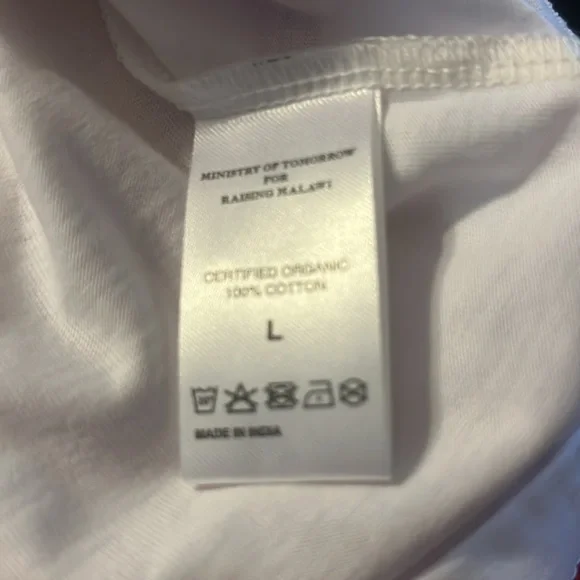 MINISTRY OF TOMORROW
FOR
RAISING MALAWI
CERTIFIED ORGANIC
100% COTTON
L
MADE IN INDIA